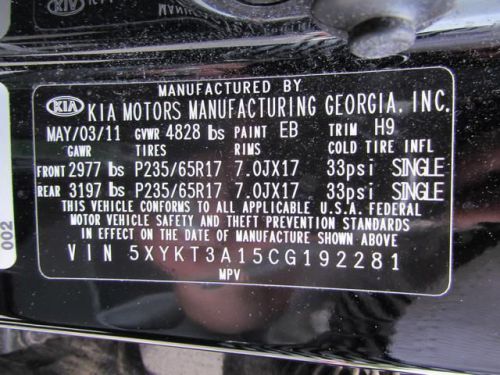 KIA
MANUFACTURED BY
KIA KIA MOTORS MANUFACTURING GEORGIA, INC.
MAY/03/11 GVWR 4828 lbs PAINT EB TRIM H9
GAWR TIRES RIMS COLD TIRE INFL
FRONT 2977 lbs P235/65R17 7.0JX17 33psi SINGLE
REAR 3197 lbs P235/65R17 7.0JX17 33psi SINGLE
THIS VEHICLE CONFORMS TO ALL APPLICABLE U.S.A. FEDERAL
MOTOR VEHICLE SAFETY AND THEFT PREVENTION STANDARDS
IN EFFECT ON THE DATE OF MANUFACTURE SHOWN ABOVE
VIN 5XYKT3A15CG192281
MPV
002